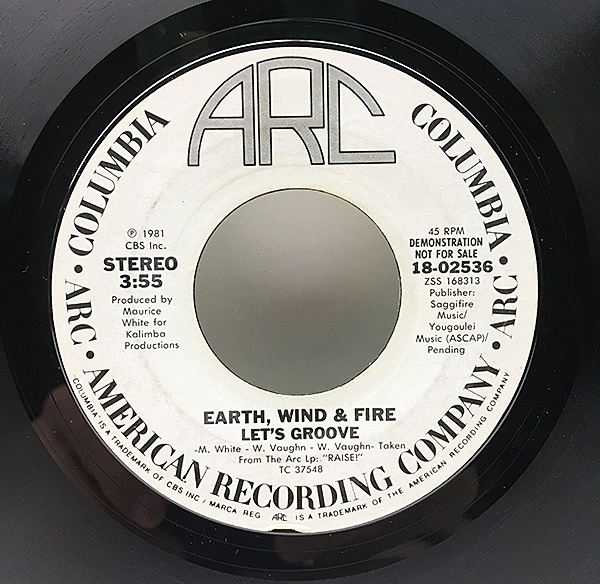 ARC
COLUMBIA
COLUMBIA
℗ 1981
CBS Inc.
STEREO
3:55
Produced by
Maurice
White for
Kalimba
Productions
45 RPM
DEMONSTRATION
NOT FOR SALE
18-02536
ZSS 168313
Publisher:
Saggifire
Music/
Yougoulei
Music (ASCAP)/
Pending
EARTH, WIND & FIRE
LET'S GROOVE
-M. White - W. Vaughn - W. Vaughn- Taken
From The Arc Lp: "RAISE!"
TC 37548
• ARC • AMERICAN RECORDING COMPANY • ARC •
"COLUMBIA" IS A TRADEMARK OF CBS INC / MARCA REG ARC IS A TRADEMARK OF THE AMERICAN RECORDING COMPANY